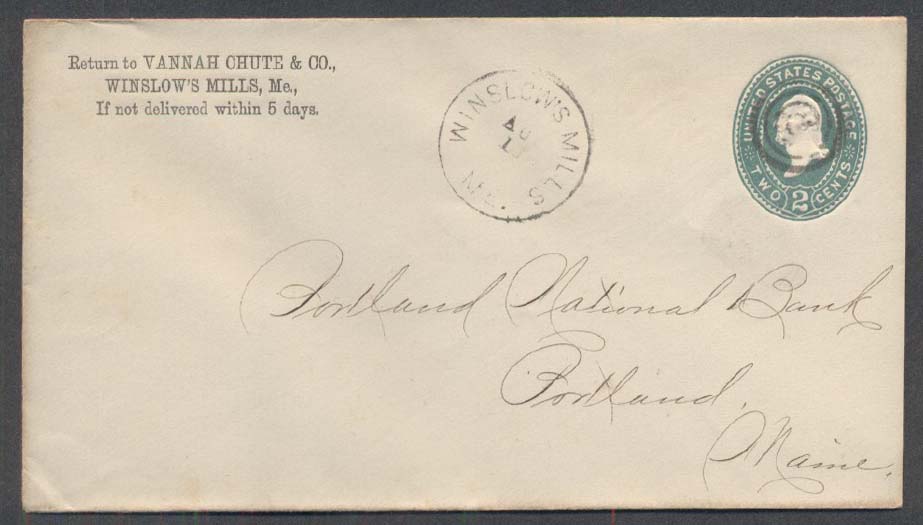 Return to VANNAH CHUTE & CO.,
WINSLOW'S MILLS, Me.,
If not delivered within 5 days.
WINSLOW'S MILLS
ME.
AU
UNITED STATES POSTAGE
TWO 2 CENTS
Portland National Bank
Portland,
Maine.